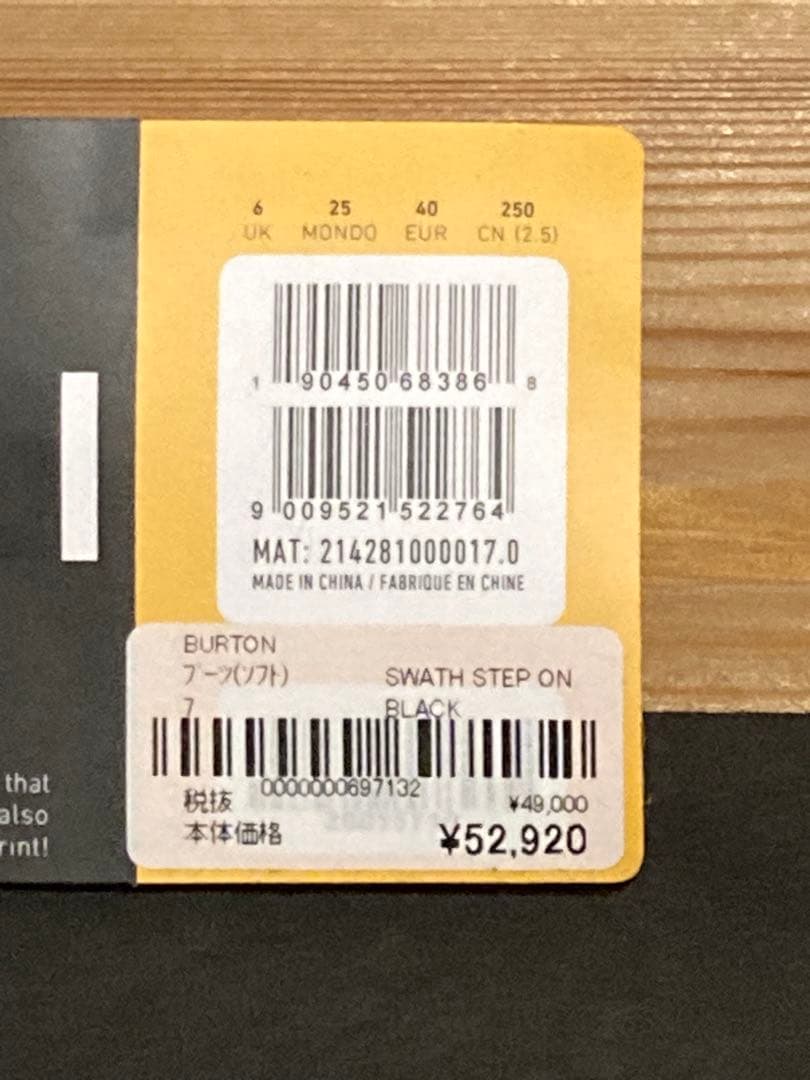 6 25 40 250
UK MONDO EUR CN (2.5)
1 90450 68386 8
9 009521 522764
MAT: 214281000017.0
MADE IN CHINA / FABRIQUE EN CHINE
BURTON
ブーツ(ソフト) SWATH STEP ON
7 BLACK
0000000697132
税抜 ¥49,000
本体価格 ¥52,920
that
also
rint!